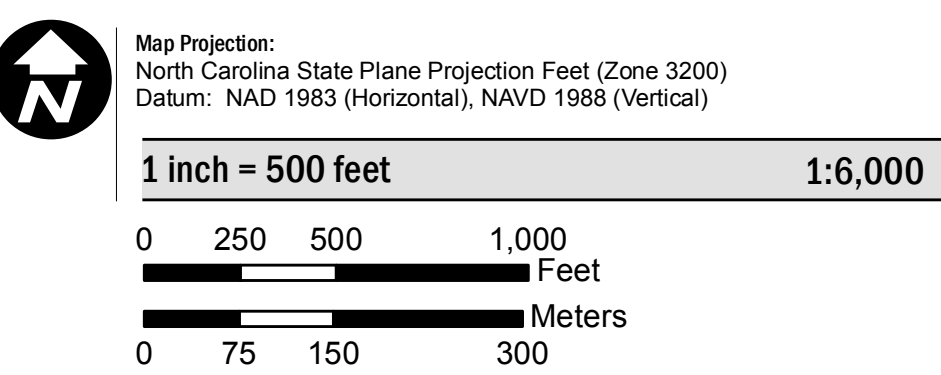 N
Map Projection:
North Carolina State Plane Projection Feet (Zone 3200)
Datum: NAD 1983 (Horizontal), NAVD 1988 (Vertical)
1 inch = 500 feet 1:6,000
0 250 500 1,000
Feet
Meters
0 75 150 300